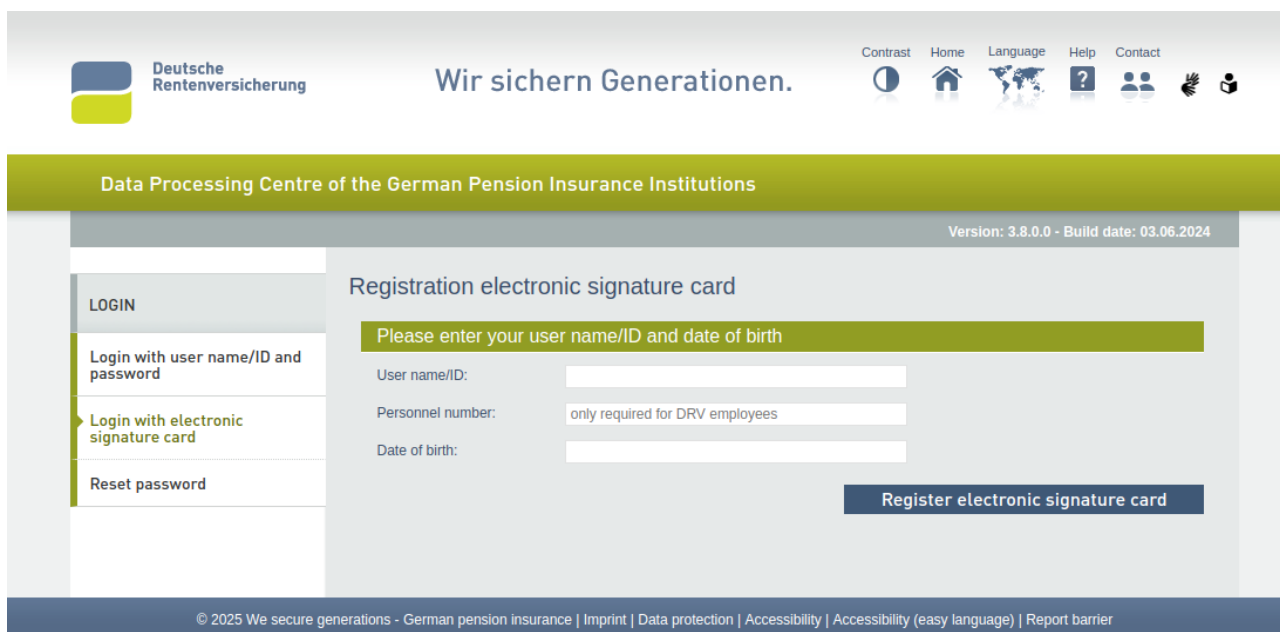 Deutsche
Rentenversicherung
Wir sichern Generationen.
Contrast
Home
Language
Help
Contact
Data Processing Centre of the German Pension Insurance Institutions
Version: 3.8.0.0 - Build date: 03.06.2024
LOGIN
Login with user name/ID and
password
Login with electronic
signature card
Reset password
Registration electronic signature card
Please enter your user name/ID and date of birth
User name/ID:
Personnel number: only required for DRV employees
Date of birth:
Register electronic signature card
© 2025 We secure generations - German pension insurance | Imprint | Data protection | Accessibility | Accessibility (easy language) | Report barrier